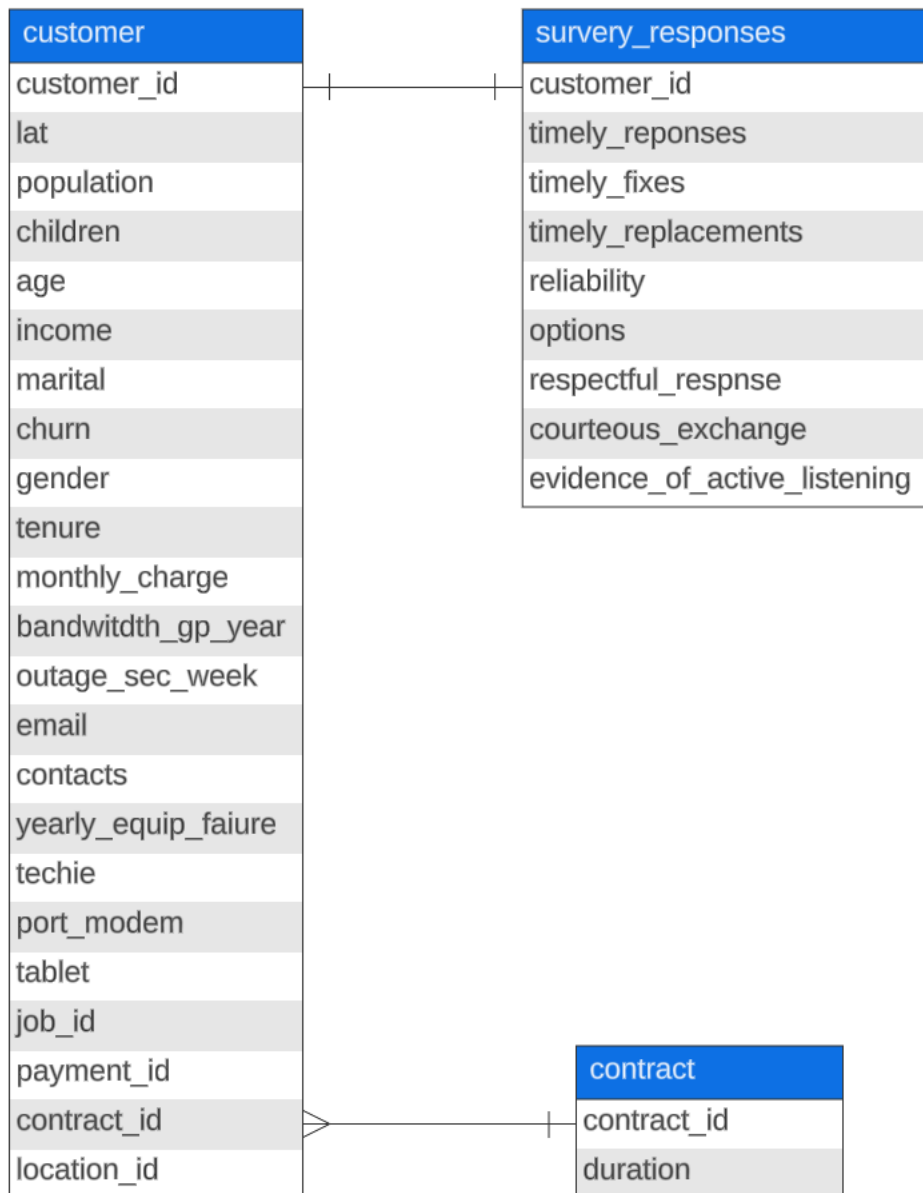 customer
customer_id
lat
population
children
age
income
marital
churn
gender
tenure
monthly_charge
bandwitdth_gp_year
outage_sec_week
email
contacts
yearly_equip_faiure
techie
port_modem
tablet
job_id
payment_id
contract_id
location_id
survery_responses
customer_id
timely_reponses
timely_fixes
timely_replacements
reliability
options
respectful_respnse
courteous_exchange
evidence_of_active_listening
contract
contract_id
duration